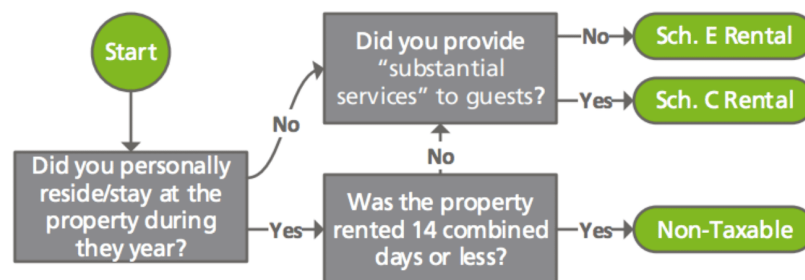 Start
Did you personally
reside/stay at the
property during
they year?
No
Yes
Did you provide
“substantial
services” to guests?
No
Sch. E Rental
Yes
Sch. C Rental
No
Was the property
rented 14 combined
days or less?
Yes
Non-Taxable